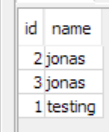 id name
2 jonas
3 jonas
1 testing